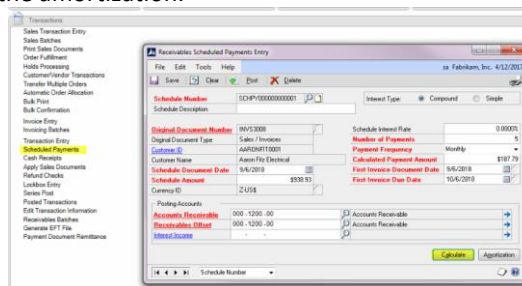 the amortization.
Transactions
Sales Transaction Entry
Sales Batches
Print Sales Documents
Order Fulfillment
Holds Processing
Customer/Vendor Transactions
Transfer Multiple Orders
Automatic Order Allocation
Bulk Print
Bulk Confirmation
Invoice Entry
Invoicing Batches
Transaction Entry
Scheduled Payments
Cash Receipts
Apply Sales Documents
Refund Checks
Lockbox Entry
Series Post
Posted Transactions
Edit Transaction Information
Receivables Batches
Generate EFT File
Payment Document Remittance
Receivables Scheduled Payments Entry
File Edit Tools Help
sa Fabrikam, Inc. 4/12/201
Save Clear Post Delete
Schedule Number SCHPY000000000001 Interest Type: Compound Simple
Schedule Description
Original Document Number INVS3008 Schedule Interest Rate 0.0000%
Original Document Type Sales / Invoices Number of Payments 5
Customer ID AARONFIT0001 Payment Frequency Monthly
Customer Name Aaron Fitz Electrical Calculated Payment Amount $187.79
Schedule Document Date 9/6/2018 First Invoice Document Date 9/6/2018
Schedule Amount $938.93 First Invoice Due Date 10/6/2018
Currency ID Z-US$
Posting Accounts
Accounts Receivable 000 -1200 -00 Accounts Receivable
Receivables Offset 000 -1200 -00 Accounts Receivable
Interest Income - -
Calculate Amortization
Schedule Number